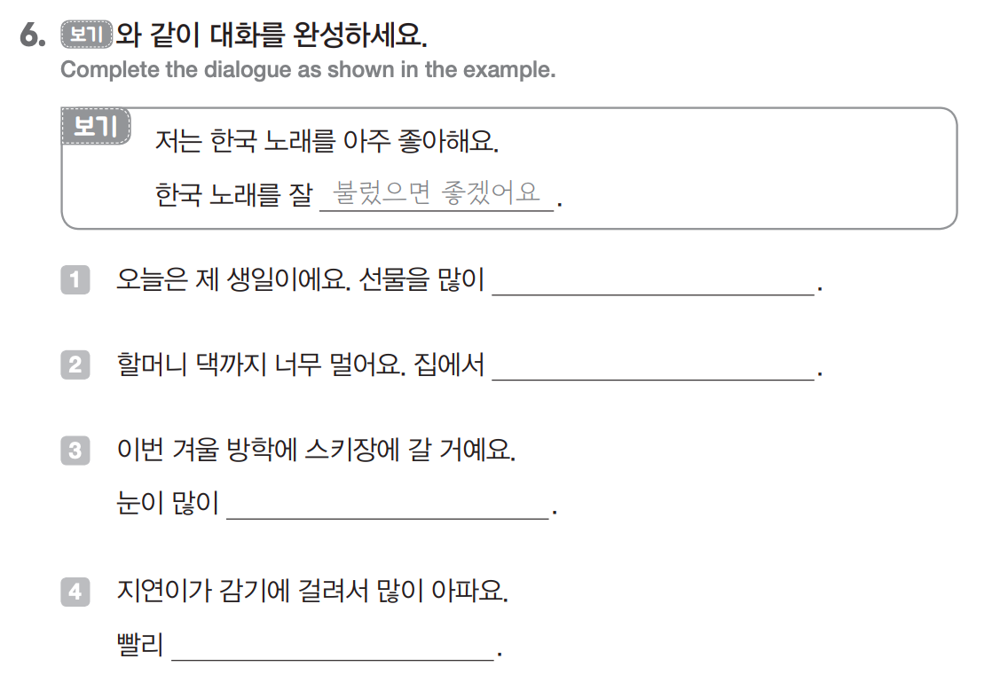 6. 보기와 같이 대화를 완성하세요.
Complete the dialogue as shown in the example.
보기
저는 한국 노래를 아주 좋아해요.
한국 노래를 잘 불렀으면 좋겠어요.
1 오늘은 제 생일이에요. 선물을 많이 ____________________.
2 할머니 댁까지 너무 멀어요. 집에서 ____________________.
3 이번 겨울 방학에 스키장에 갈 거예요.
눈이 많이 ____________________.
4 지연이가 감기에 걸려서 많이 아파요.
빨리 ____________________.